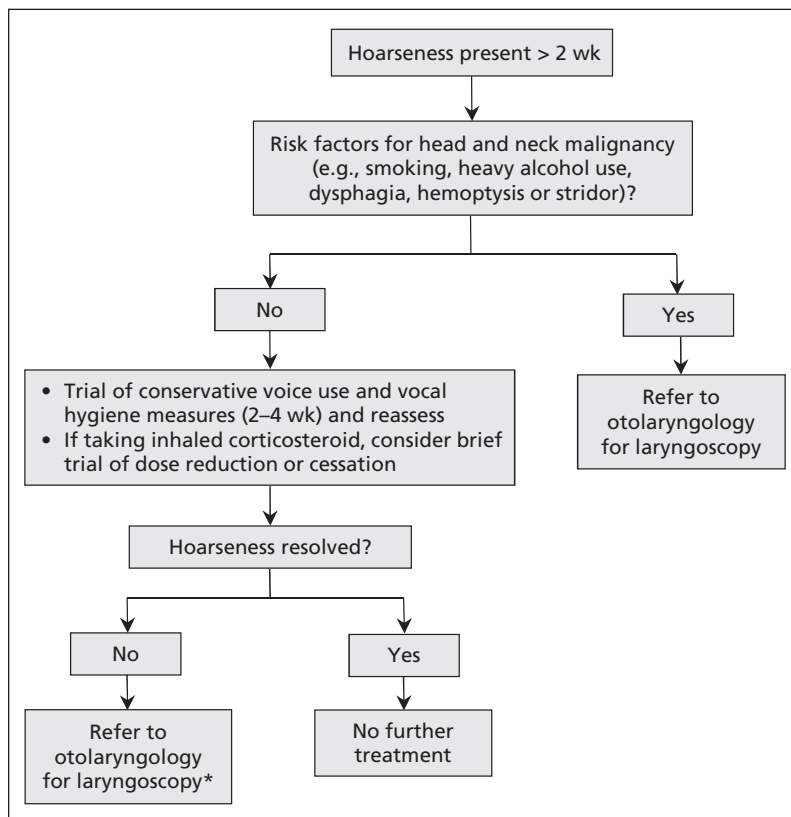 Hoarseness present > 2 wk
Risk factors for head and neck malignancy
(e.g., smoking, heavy alcohol use,
dysphagia, hemoptysis or stridor)?
No
Yes
• Trial of conservative voice use and vocal
hygiene measures (2–4 wk) and reassess
• If taking inhaled corticosteroid, consider brief
trial of dose reduction or cessation
Refer to
otolaryngology
for laryngoscopy
Hoarseness resolved?
No
Yes
Refer to
otolaryngology
for laryngoscopy*
No further
treatment